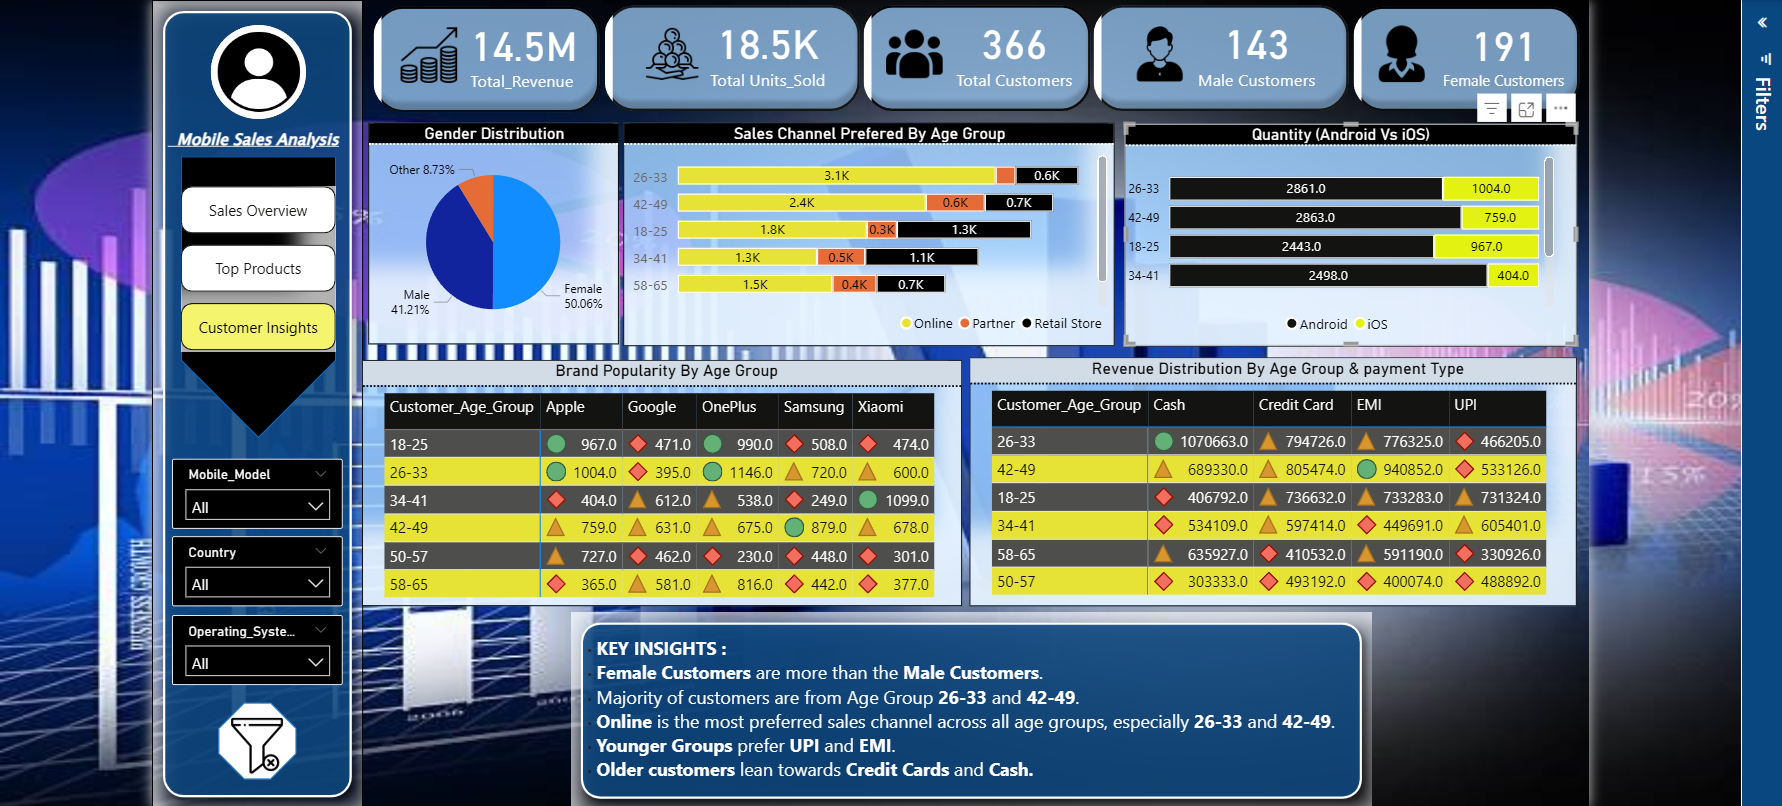 Mobile Sales Analysis
Sales Overview
Top Products
Customer Insights
Mobile_Model
All
Country
All
Operating_Syste...
All
14.5M
Total_Revenue
18.5K
Total Units_Sold
366
Total Customers
143
Male Customers
191
Female Customers
Filters
Gender Distribution
Other 8.73%
Male
41.21%
Female
50.06%
Sales Channel Prefered By Age Group
26-33 3.1K 0.6K
42-49 2.4K 0.6K 0.7K
18-25 1.8K 0.3K 1.3K
34-41 1.3K 0.5K 1.1K
58-65 1.5K 0.4K 0.7K
Online Partner Retail Store
Quantity (Android Vs iOS)
26-33 2861.0 1004.0
42-49 2863.0 759.0
18-25 2443.0 967.0
34-41 2498.0 404.0
Android iOS
Brand Popularity By Age Group
Customer_Age_Group Apple Google OnePlus Samsung Xiaomi
18-25 967.0 471.0 990.0 508.0 474.0
26-33 1004.0 395.0 1146.0 720.0 600.0
34-41 404.0 612.0 538.0 249.0 1099.0
42-49 759.0 631.0 675.0 879.0 678.0
50-57 727.0 462.0 230.0 448.0 301.0
58-65 365.0 581.0 816.0 442.0 377.0
Revenue Distribution By Age Group & payment Type
Customer_Age_Group Cash Credit Card EMI UPI
26-33 1070663.0 794726.0 776325.0 466205.0
42-49 689330.0 805474.0 940852.0 533126.0
18-25 406792.0 736632.0 733283.0 731324.0
34-41 534109.0 597414.0 449691.0 605401.0
58-65 635927.0 410532.0 591190.0 330926.0
50-57 303333.0 493192.0 400074.0 488892.0
KEY INSIGHTS :
Female Customers are more than the Male Customers.
Majority of customers are from Age Group 26-33 and 42-49.
Online is the most preferred sales channel across all age groups, especially 26-33 and 42-49.
Younger Groups prefer UPI and EMI.
Older customers lean towards Credit Cards and Cash.
BUSINESS GROWTH
2006
20%
15%